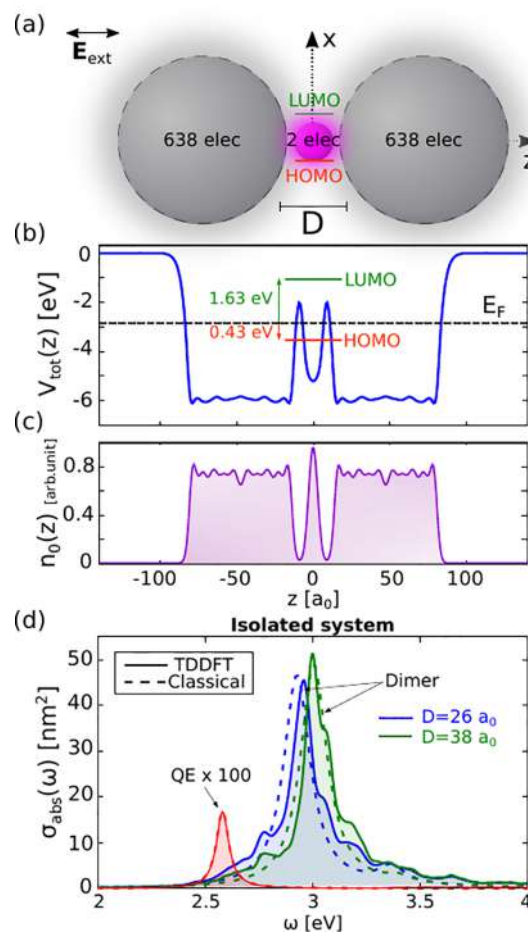 (a)
E_ext
x
LUMO
638 elec
2 elec
638 elec
z
HOMO
D
(b)
0
-2
-4
-6
V_tot(z) [eV]
1.63 eV
LUMO
E_F
0.43 eV
HOMO
(c)
0.8
0.4
0
n_0(z) [arb.unit]
-100 -50 0 50 100
z [a_0]
(d)
Isolated system
50
40
30
20
10
0
σ_abs(ω) [nm²]
TDDFT
Classical
Dimer
D=26 a_0
D=38 a_0
QE x 100
2 2.5 3 3.5 4
ω [eV]